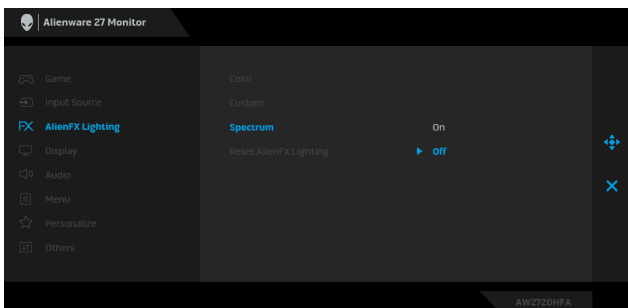 Alienware 27 Monitor
Game
Color
Input Source
Custom
FX AlienFX Lighting
Spectrum
On
Display
Reset AlienFX Lighting
Off
Audio
Menu
Personalize
Others
AW2720HFA